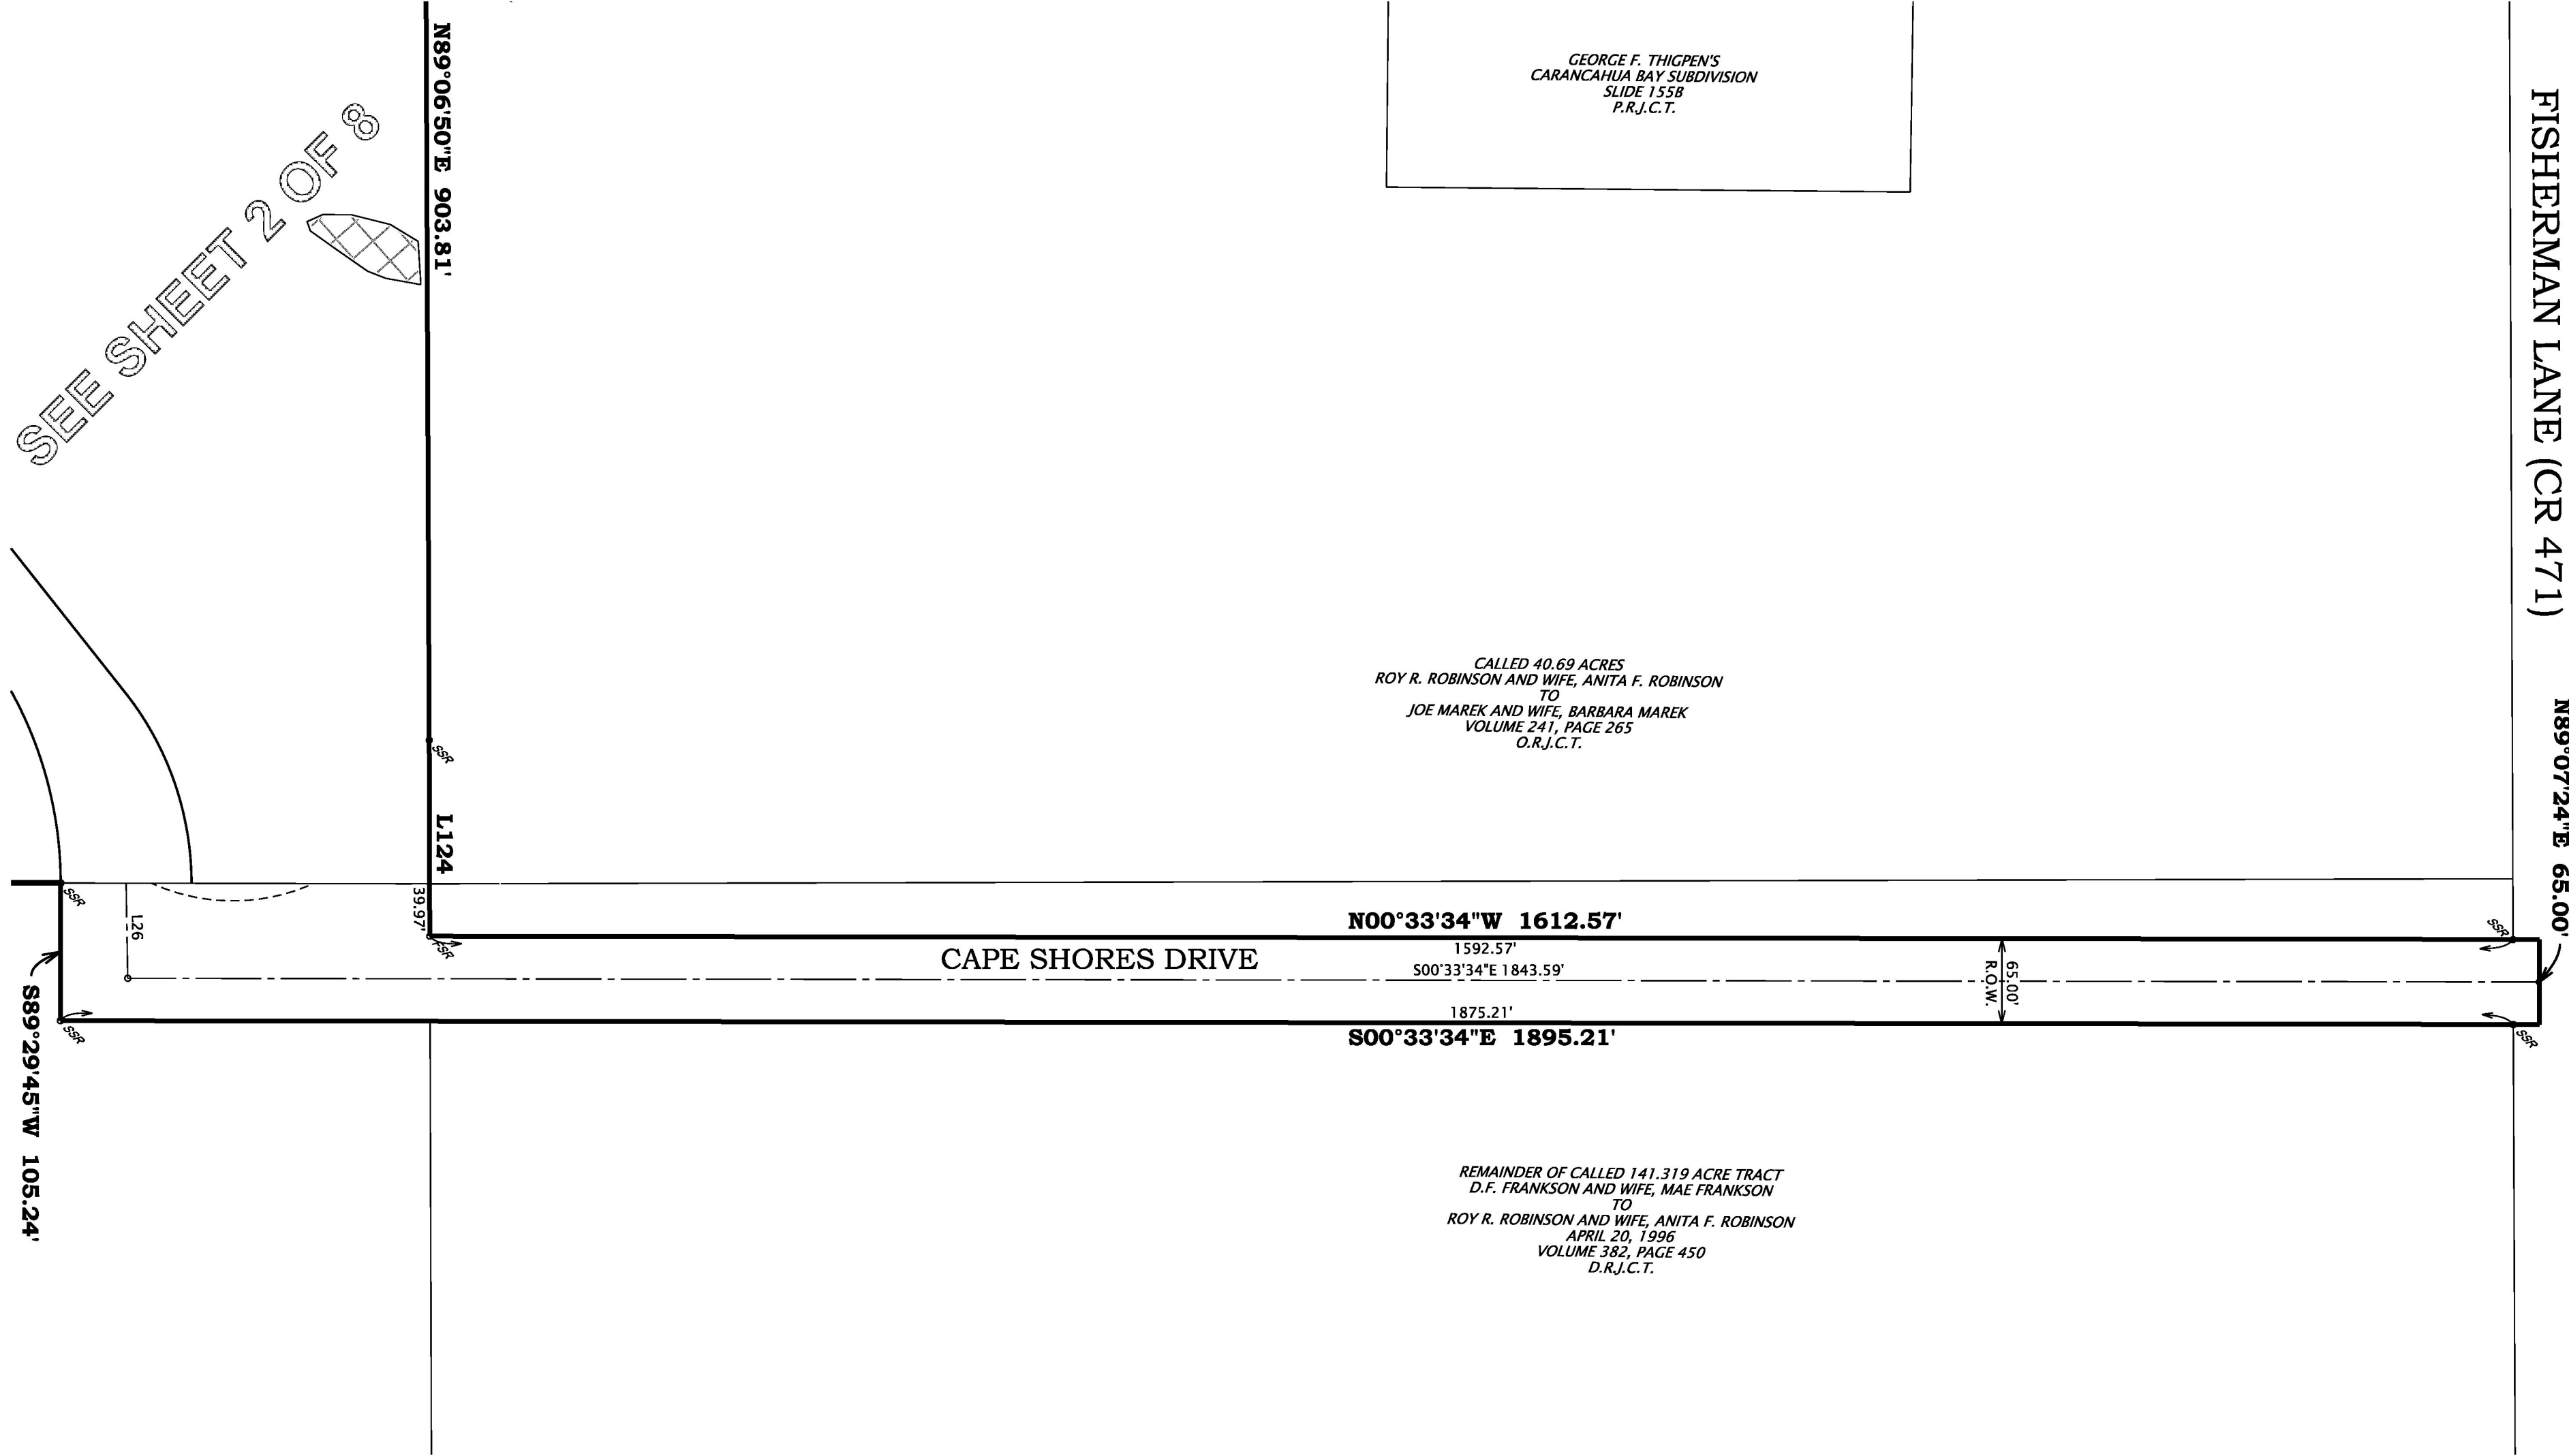 GEORGE F. THIGPEN'S
CARANCAHUA BAY SUBDIVISION
SLIDE 155B
P.R.J.C.T.
FISHERMAN LANE (CR 471)
N89°06'50"E 903.81'
SEE SHEET 2 OF 8
CALLED 40.69 ACRES
ROY R. ROBINSON AND WIFE, ANITA F. ROBINSON
TO
JOE MAREK AND WIFE, BARBARA MAREK
VOLUME 241, PAGE 265
O.R.J.C.T.
N89°07'24"E 65.00'
SSR
L124
SSR
L26
39.97'
FSR
N00°33'34"W 1612.57'
1592.57'
CAPE SHORES DRIVE
S00°33'34"E 1843.59'
65.00'
R.O.W.
SSR
1875.21'
S00°33'34"E 1895.21'
SSR
SSR
S89°29'45"W 105.24'
REMAINDER OF CALLED 141.319 ACRE TRACT
D.F. FRANKSON AND WIFE, MAE FRANKSON
TO
ROY R. ROBINSON AND WIFE, ANITA F. ROBINSON
APRIL 20, 1996
VOLUME 382, PAGE 450
D.R.J.C.T.